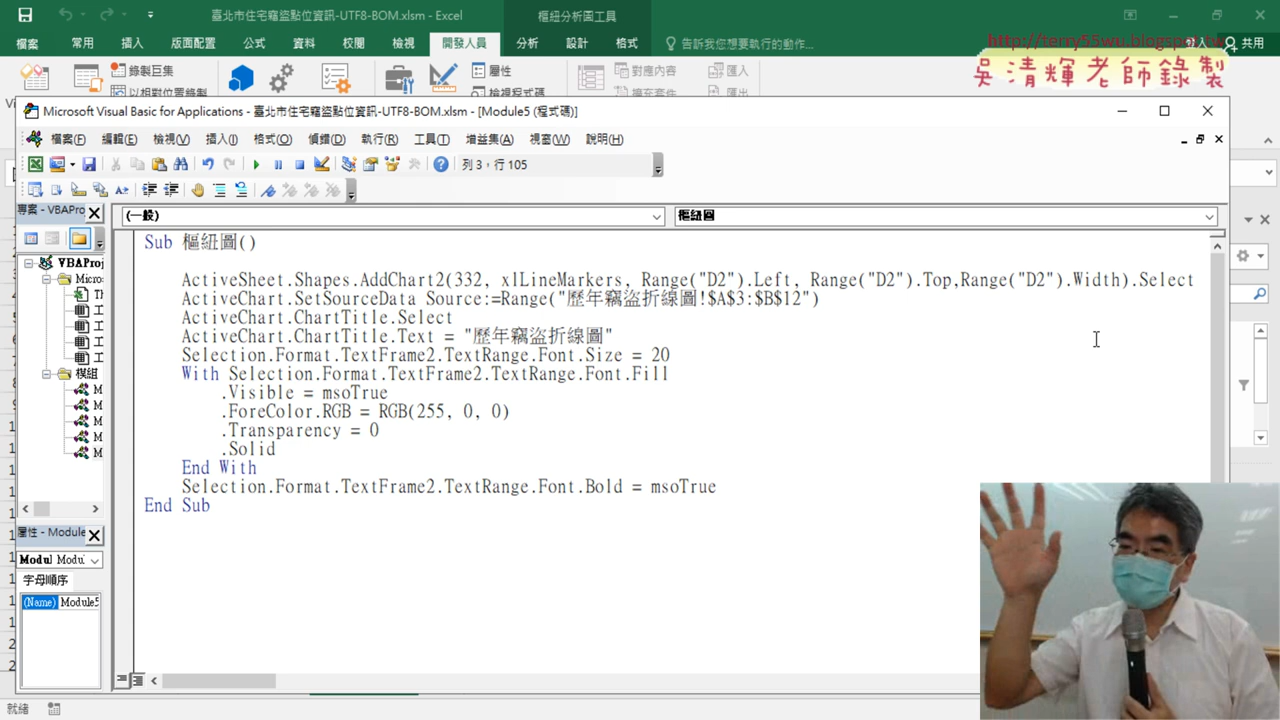 臺北市住宅竊盜點位資訊-UTF8-BOM.xlsm - Excel
樞紐分析圖工具
檔案 常用 插入 版面配置 公式 資料 校閱 檢視 開發人員 分析 設計 格式 告訴我您想要執行的動作... 登入 共用
http://terry55wu.blogspot.tw
吳清輝老師錄製
錄製巨集 屬性 對應內容 匯入
以相對位置錄製 檢視程式碼 擴充套件 匯出
Microsoft Visual Basic for Applications - 臺北市住宅竊盜點位資訊-UTF8-BOM.xlsm - [Module5 (程式碼)]
檔案(F) 編輯(E) 檢視(V) 插入(I) 格式(O) 偵錯(D) 執行(R) 工具(T) 增益集(A) 視窗(W) 說明(H)
列 3，行 105
專案 - VBAProj
(一般)
樞紐圖
VBAProj
Micros
模組
Sub 樞紐圖()
ActiveSheet.Shapes.AddChart2(332, xlLineMarkers, Range("D2").Left, Range("D2").Top,Range("D2").Width).Select
ActiveChart.SetSourceData Source:=Range("歷年竊盜折線圖!$A$3:$B$12")
ActiveChart.ChartTitle.Select
ActiveChart.ChartTitle.Text = "歷年竊盜折線圖"
Selection.Format.TextFrame2.TextRange.Font.Size = 20
With Selection.Format.TextFrame2.TextRange.Font.Fill
.Visible = msoTrue
.ForeColor.RGB = RGB(255, 0, 0)
.Transparency = 0
.Solid
End With
Selection.Format.TextFrame2.TextRange.Font.Bold = msoTrue
End Sub
屬性 - Module
Modul Modu
字母順序
(Name) Module5
就緒